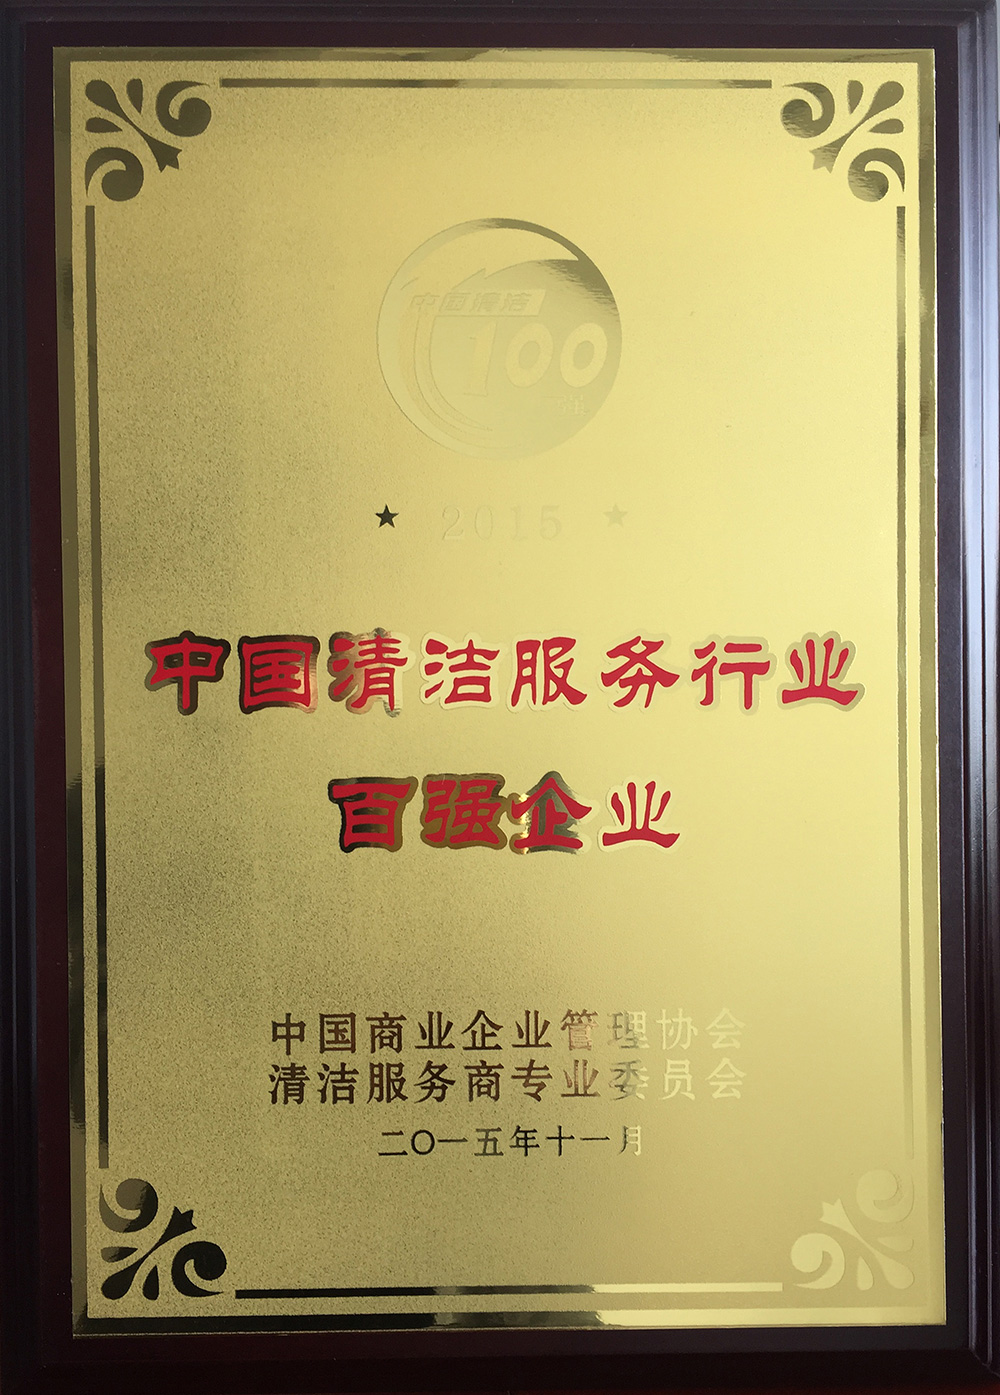 中国清洁
100
强
★ 2015 ★
中国清洁服务行业
百强企业
中国商业企业管理协会
清洁服务商专业委员会
二〇一五年十一月